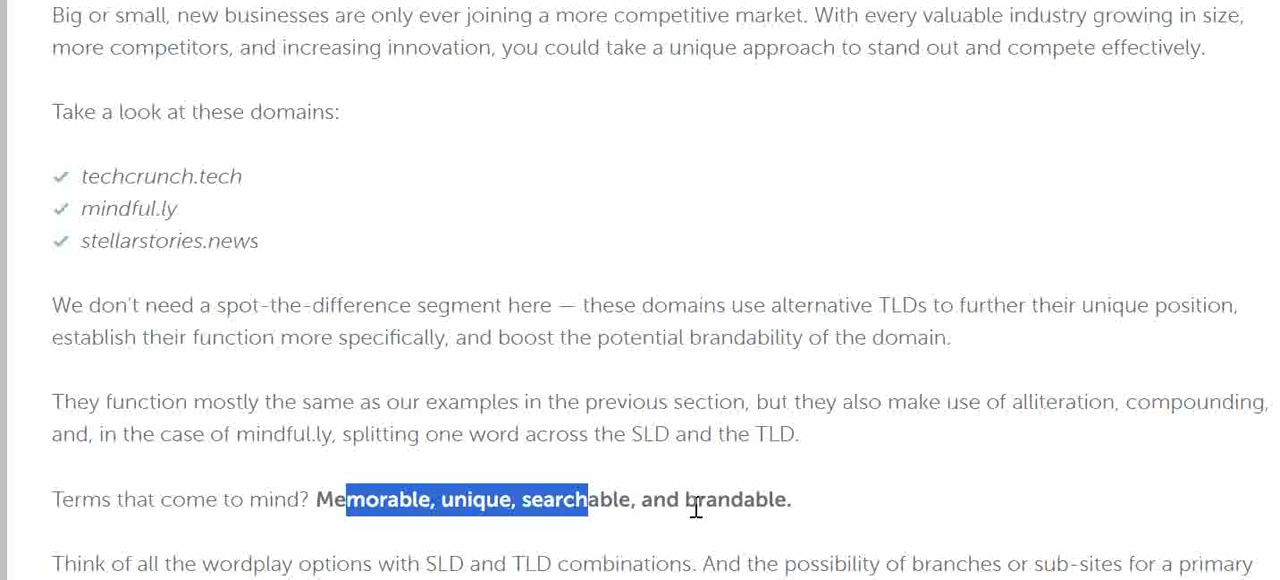 Big or small, new businesses are only ever joining a more competitive market. With every valuable industry growing in size,
more competitors, and increasing innovation, you could take a unique approach to stand out and compete effectively.
Take a look at these domains:
techcrunch.tech
mindful.ly
stellarstories.news
We don't need a spot-the-difference segment here — these domains use alternative TLDs to further their unique position,
establish their function more specifically, and boost the potential brandability of the domain.
They function mostly the same as our examples in the previous section, but they also make use of alliteration, compounding,
and, in the case of mindful.ly, splitting one word across the SLD and the TLD.
Terms that come to mind? Memorable, unique, searchable, and brandable.
Think of all the wordplay options with SLD and TLD combinations. And the possibility of branches or sub-sites for a primary